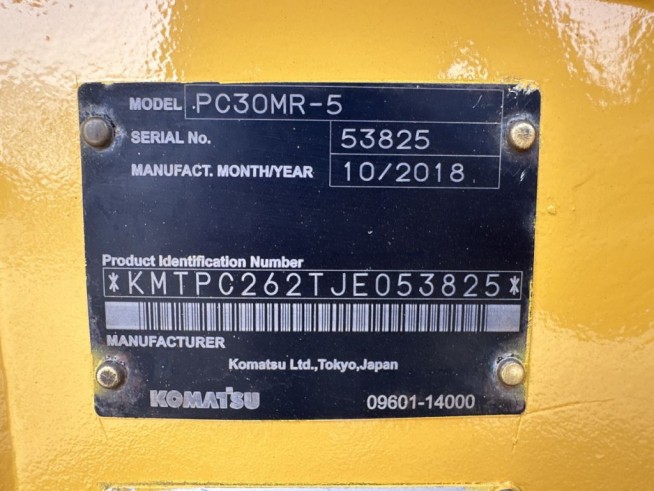 MODEL PC30MR-5
SERIAL No. 53825
MANUFACT. MONTH/YEAR 10/2018
Product Identification Number
*KMTPC262TJE053825*
MANUFACTURER
Komatsu Ltd.,Tokyo,Japan
KOMATSU 09601-14000